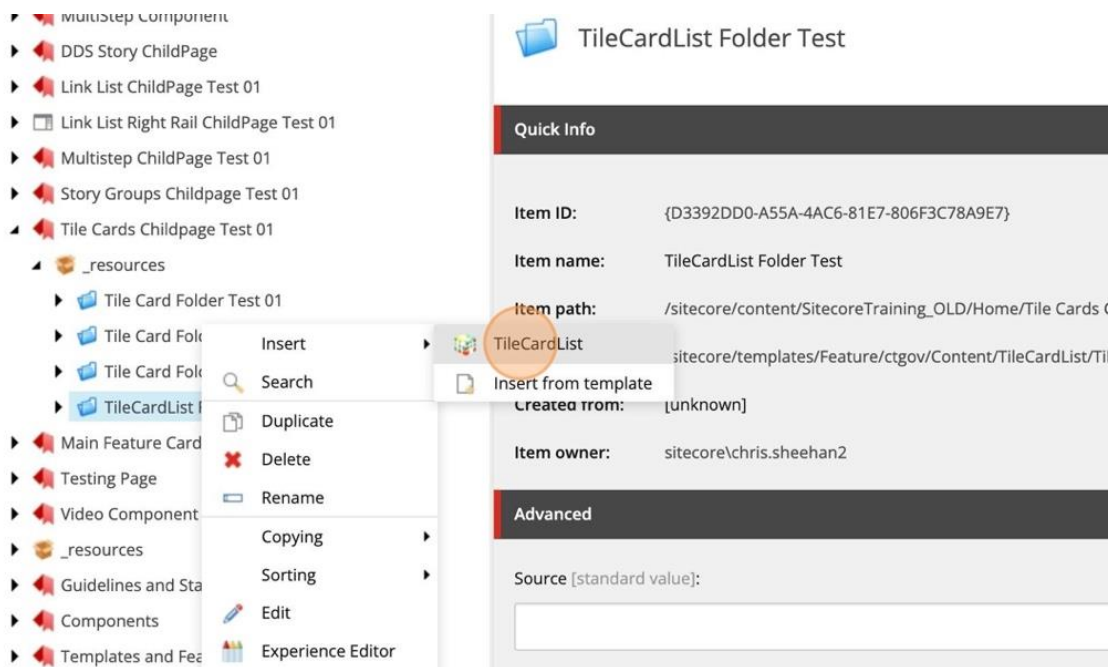 MultiStep Component
DDS Story ChildPage
Link List ChildPage Test 01
Link List Right Rail ChildPage Test 01
Multistep ChildPage Test 01
Story Groups Childpage Test 01
Tile Cards Childpage Test 01
_resources
Tile Card Folder Test 01
Tile Card Fol
Tile Card Fol
TileCardList
Main Feature Card
Testing Page
Video Component
_resources
Guidelines and Sta
Components
Templates and Fea
Insert
Search
Duplicate
Delete
Rename
Copying
Sorting
Edit
Experience Editor
TileCardList
Insert from template
TileCardList Folder Test
Quick Info
Item ID: {D3392DD0-A55A-4AC6-81E7-806F3C78A9E7}
Item name: TileCardList Folder Test
Item path: /sitecore/content/SitecoreTraining_OLD/Home/Tile Cards
sitecore/templates/Feature/ctgov/Content/TileCardList/Til
Created from: [unknown]
Item owner: sitecore\chris.sheehan2
Advanced
Source [standard value]: